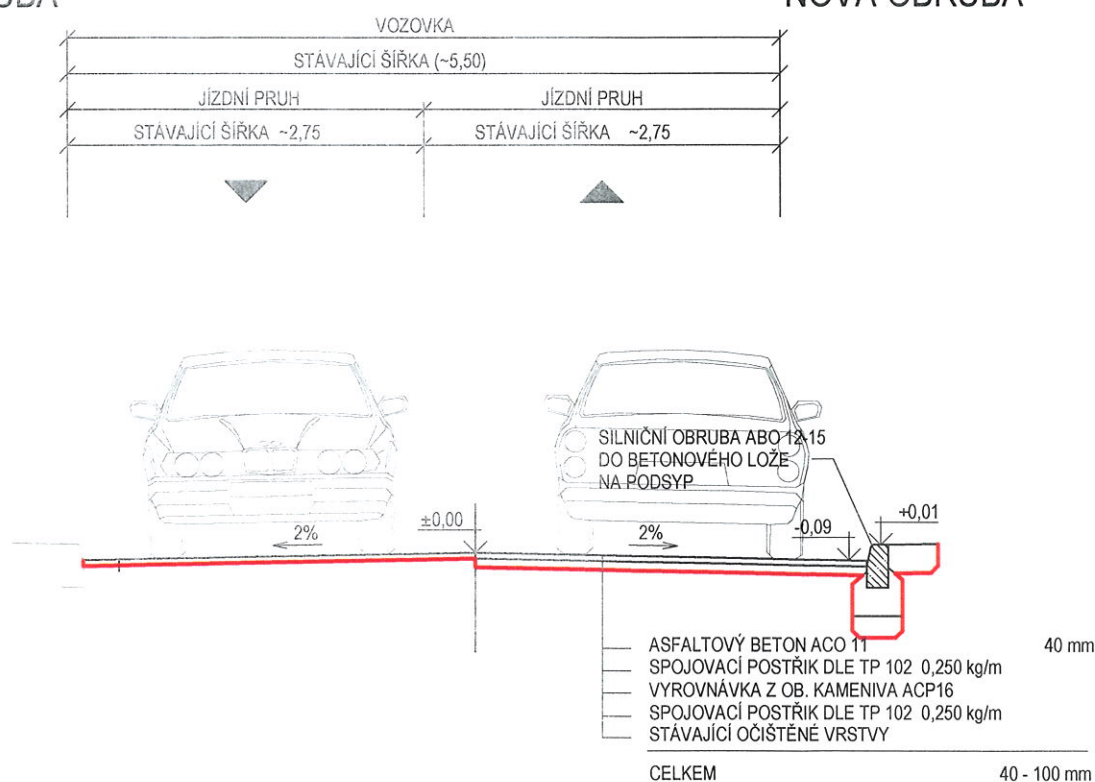 NOVÁ OBRUBA
VOZOVKA
STÁVAJÍCÍ ŠÍŘKA (~5,50)
JÍZDNÍ PRUH
JÍZDNÍ PRUH
STÁVAJÍCÍ ŠÍŘKA ~2,75
STÁVAJÍCÍ ŠÍŘKA ~2,75
SILNIČNÍ OBRUBA ABO 12-15
DO BETONOVÉHO LOŽE
NA PODSYP
±0,00
2%
2%
-0,09
+0,01
ASFALTOVÝ BETON ACO 11 40 mm
SPOJOVACÍ POSTŘIK DLE TP 102 0,250 kg/m
VYROVNÁVKA Z OB. KAMENIVA ACP16
SPOJOVACÍ POSTŘIK DLE TP 102 0,250 kg/m
STÁVAJÍCÍ OČIŠTĚNÉ VRSTVY
CELKEM 40 - 100 mm